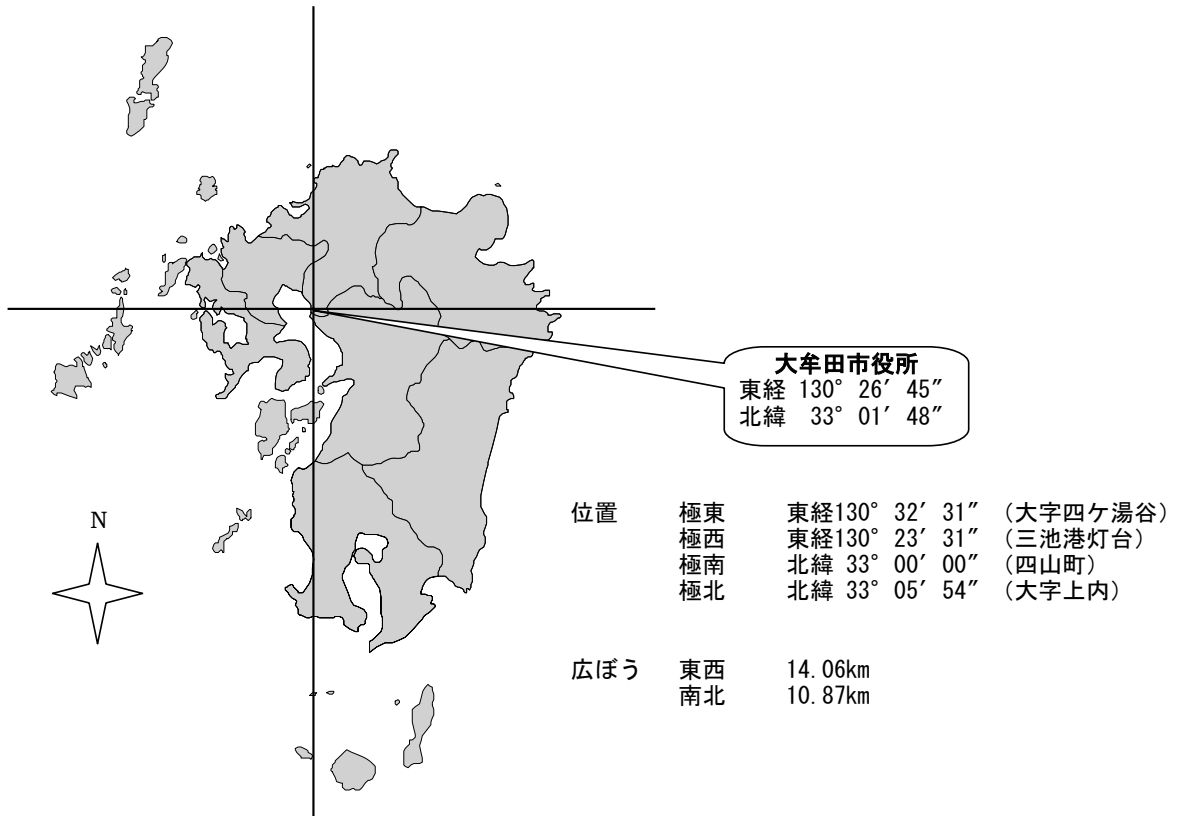 大牟田市役所
東経 130° 26′ 45″
北緯 33° 01′ 48″
N
位置 極東 東経130° 32′ 31″ （大字四ケ湯谷）
極西 東経130° 23′ 31″ （三池港灯台）
極南 北緯 33° 00′ 00″ （四山町）
極北 北緯 33° 05′ 54″ （大字上内）
広ぼう 東西 14.06km
南北 10.87km